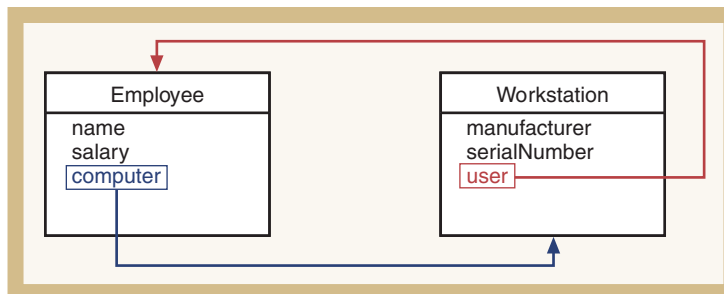 Employee
name
salary
computer
Workstation
manufacturer
serialNumber
user